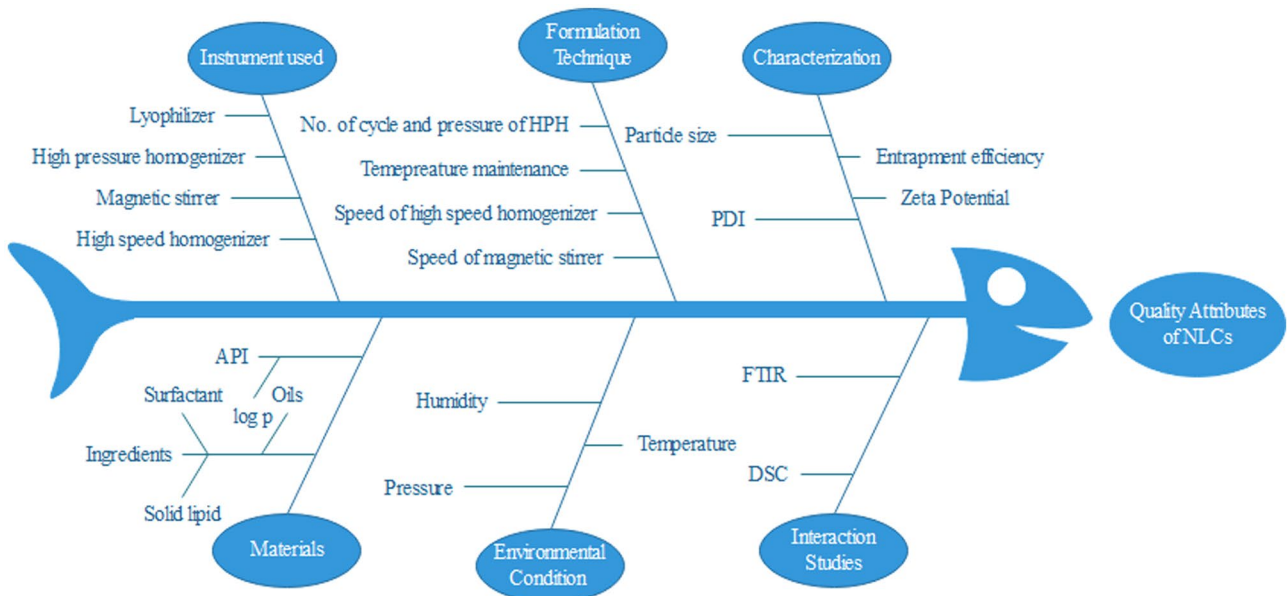 Instrument used
Lyophilizer
High pressure homogenizer
Magnetic stirrer
High speed homogenizer
Formulation
Technique
No. of cycle and pressure of HPH
Temepreature maintenance
Speed of high speed homogenizer
Speed of magnetic stirrer
Characterization
Particle size
Entrapment efficiency
Zeta Potential
PDI
Quality Attributes
of NLCs
API
log p
Surfactant
Oils
Ingredients
Solid lipid
Materials
Humidity
Temperature
Pressure
Environmental
Condition
FTIR
DSC
Interaction
Studies